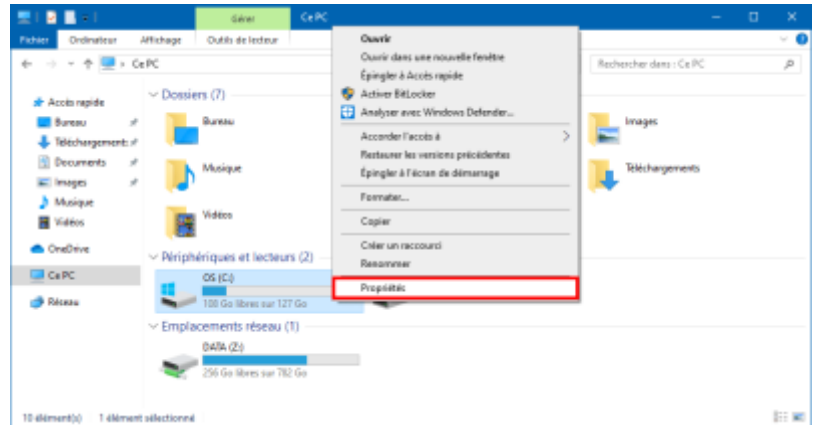 Gérer Ce PC
Fichier Ordinateur Affichage Outils de lecteur
Ce PC
Rechercher dans : Ce PC
Accès rapide
Bureau
Téléchargements
Documents
Images
Musique
Vidéos
OneDrive
Ce PC
Réseau
Dossiers (7)
Bureau
Images
Musique
Téléchargements
Vidéos
Périphériques et lecteurs (2)
OS (C:)
100 Go libres sur 127 Go
Emplacements réseau (1)
DATA (Z:)
256 Go libres sur 782 Go
Ouvrir
Ouvrir dans une nouvelle fenêtre
Épingler à Accès rapide
Activer BitLocker
Analyser avec Windows Defender...
Accorder l'accès à
Restaurer les versions précédentes
Épingler à l'écran de démarrage
Formater...
Copier
Créer un raccourci
Renommer
Propriétés
10 élément(s) 1 élément sélectionné